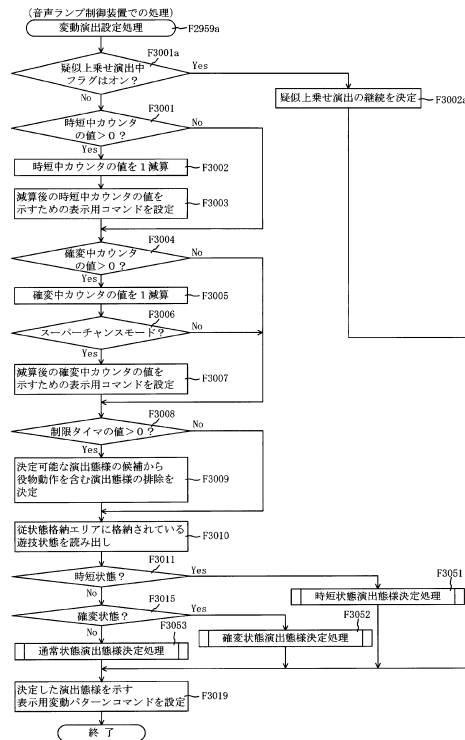 (音声ランプ制御装置での処理)
変動演出設定処理
F2959a
F3001a
疑似上乗せ演出中
フラグはオン?
Yes
No
疑似上乗せ演出の継続を決定
F3002a
F3001
時短中カウンタ
の値>0?
No
Yes
時短中カウンタの値を1減算
F3002
減算後の時短中カウンタの値を
示すための表示用コマンドを設定
F3003
F3004
確変中カウンタ
の値>0?
No
Yes
確変中カウンタの値を1減算
F3005
F3006
スーパーチャンスモード?
No
Yes
減算後の確変中カウンタの値を
示すための表示用コマンドを設定
F3007
F3008
制限タイマの値>0?
No
Yes
決定可能な演出態様の候補から
役物動作を含む演出態様の排除を
決定
F3009
従状態格納エリアに格納されている
遊技状態を読み出し
F3010
F3011
時短状態?
Yes
No
F3051
時短状態演出態様決定処理
F3015
確変状態?
Yes
No
F3052
確変状態演出態様決定処理
F3053
通常状態演出態様決定処理
決定した演出態様を示す
表示用変動パターンコマンドを設定
F3019
終了